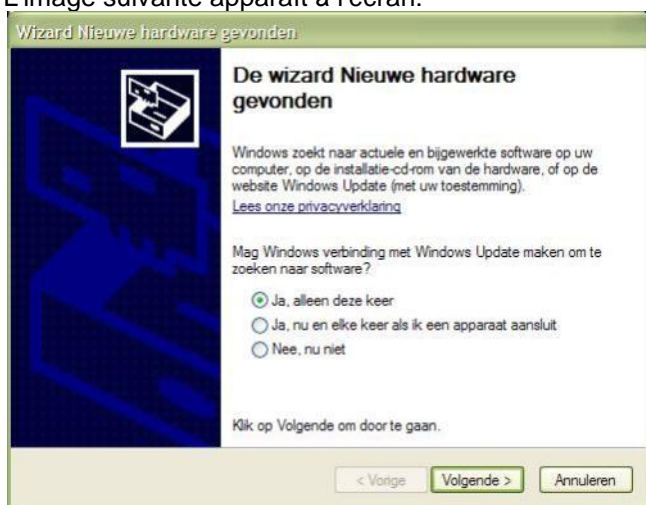 L'image suivante apparaît à l'écran:
Wizard Nieuwe hardware gevonden
De wizard Nieuwe hardware
gevonden
Windows zoekt naar actuele en bijgewerkte software op uw
computer, op de installatie-cd-rom van de hardware, of op de
website Windows Update (met uw toestemming).
Lees onze privacyverklaring
Mag Windows verbinding met Windows Update maken om te
zoeken naar software?
Ja, alleen deze keer
Ja, nu en elke keer als ik een apparaat aansluit
Nee, nu niet
Klik op Volgende om door te gaan.
< Vorige Volgende > Annuleren